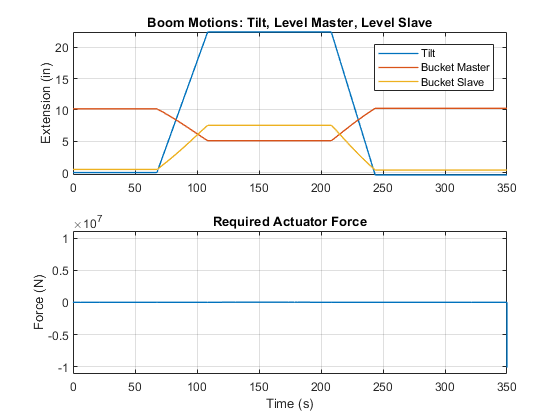 Boom Motions: Tilt, Level Master, Level Slave
Extension (in)
20
15
10
5
0
Tilt
Bucket Master
Bucket Slave
0 50 100 150 200 250 300 350
Required Actuator Force
×10^7
Force (N)
1
0.5
0
-0.5
-1
0 50 100 150 200 250 300 350
Time (s)